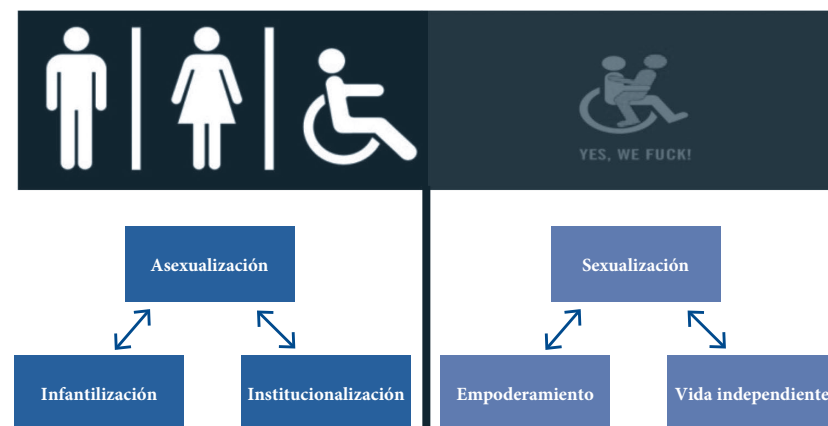 YES, WE FUCK!
Asexualización
Sexualización
Infantilización
Institucionalización
Empoderamiento
Vida independiente